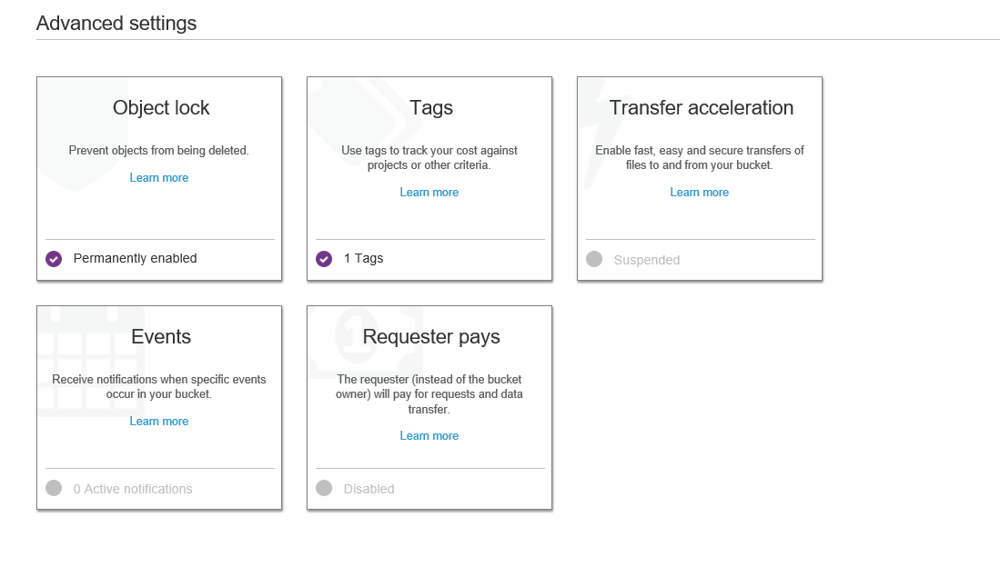 Advanced settings
Object lock
Prevent objects from being deleted.
Learn more
Permanently enabled
Tags
Use tags to track your cost against
projects or other criteria.
Learn more
1 Tags
Transfer acceleration
Enable fast, easy and secure transfers of
files to and from your bucket.
Learn more
Suspended
Events
Receive notifications when specific events
occur in your bucket.
Learn more
0 Active notifications
Requester pays
The requester (instead of the bucket
owner) will pay for requests and data
transfer.
Learn more
Disabled